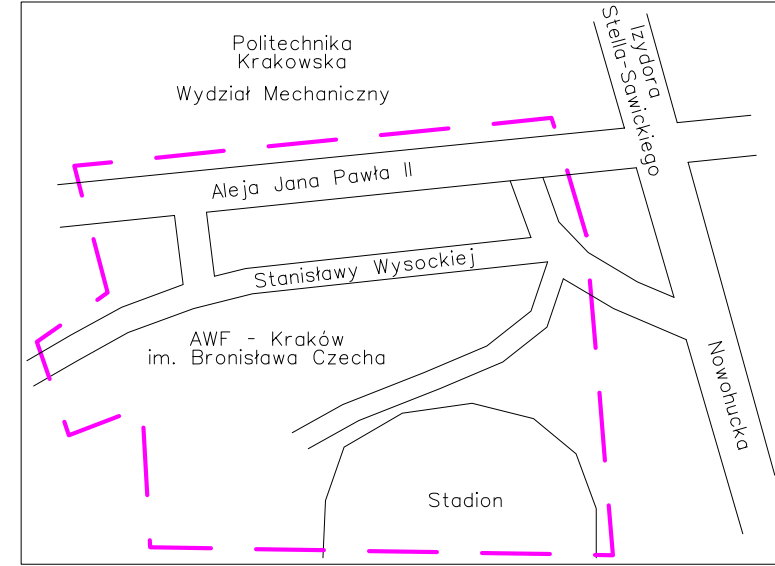 Politechnika
Krakowska
Wydział Mechaniczny
Izydora
Stella-Sawickiego
Aleja Jana Pawła II
Stanisławy Wysockiej
AWF - Kraków
im. Bronisława Czecha
Nowohucka
Stadion